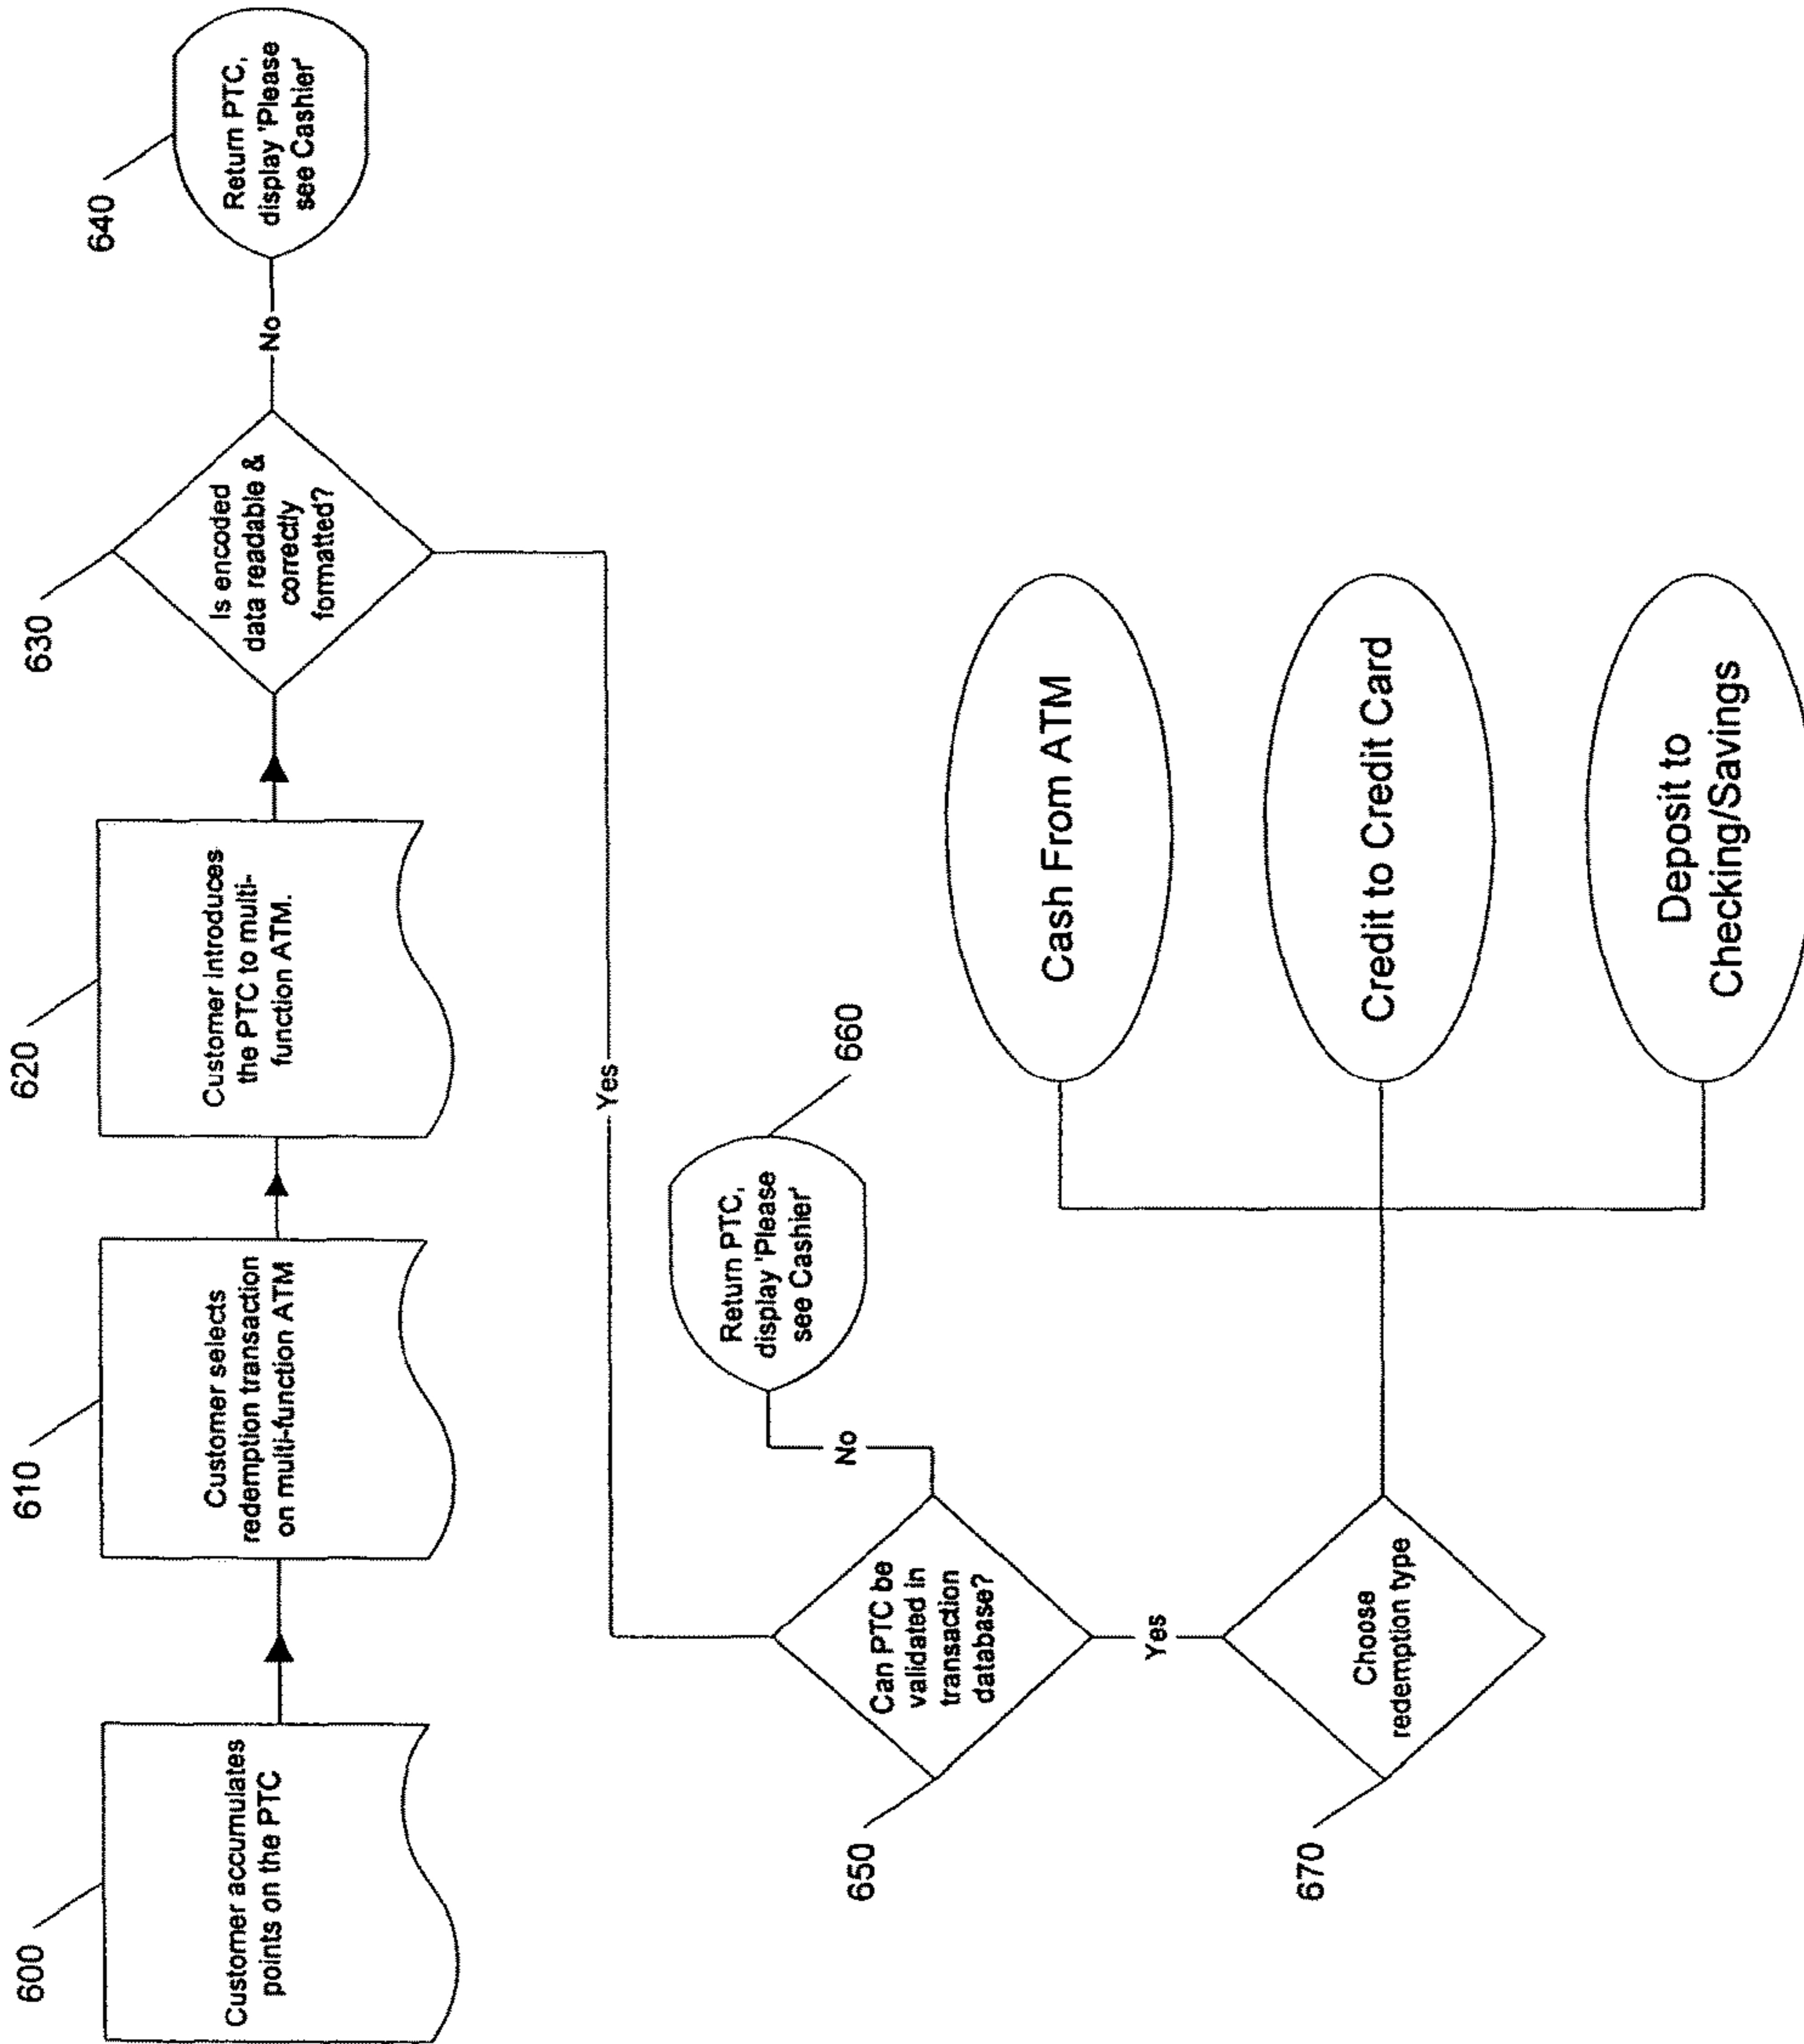 600
Customer accumulates
points on the PTC
610
Customer selects
redemption transaction
on multi-function ATM
620
Customer introduces
the PTC to multi-
function ATM.
630
Is encoded
data readable &
correctly
formatted?
No
640
Return PTC,
display 'Please
see Cashier'
Yes
650
Can PTC be
validated in
transaction
database?
No
660
Return PTC,
display 'Please
see Cashier'
Yes
670
Choose
redemption type
Cash From ATM
Credit to Credit Card
Deposit to
Checking/Savings